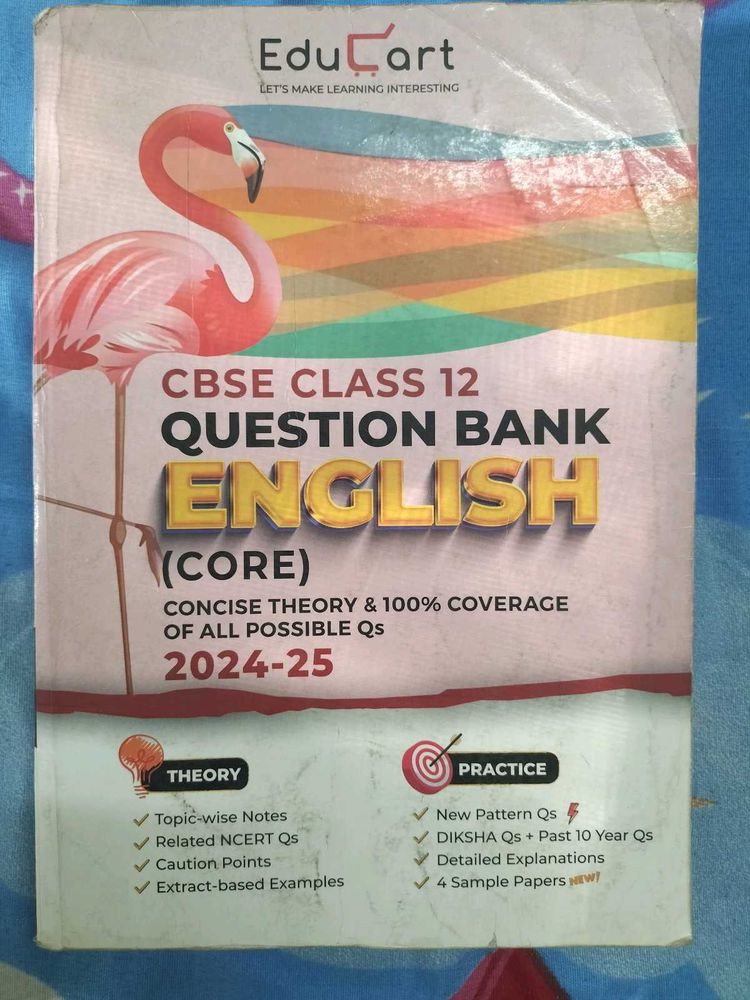 EduCart
LET'S MAKE LEARNING INTERESTING
CBSE CLASS 12
QUESTION BANK
ENGLISH
(CORE)
CONCISE THEORY & 100% COVERAGE
OF ALL POSSIBLE Qs
2024-25
THEORY
Topic-wise Notes
Related NCERT Qs
Caution Points
Extract-based Examples
PRACTICE
New Pattern Qs
DIKSHA Qs + Past 10 Year Qs
Detailed Explanations
4 Sample Papers NEW!